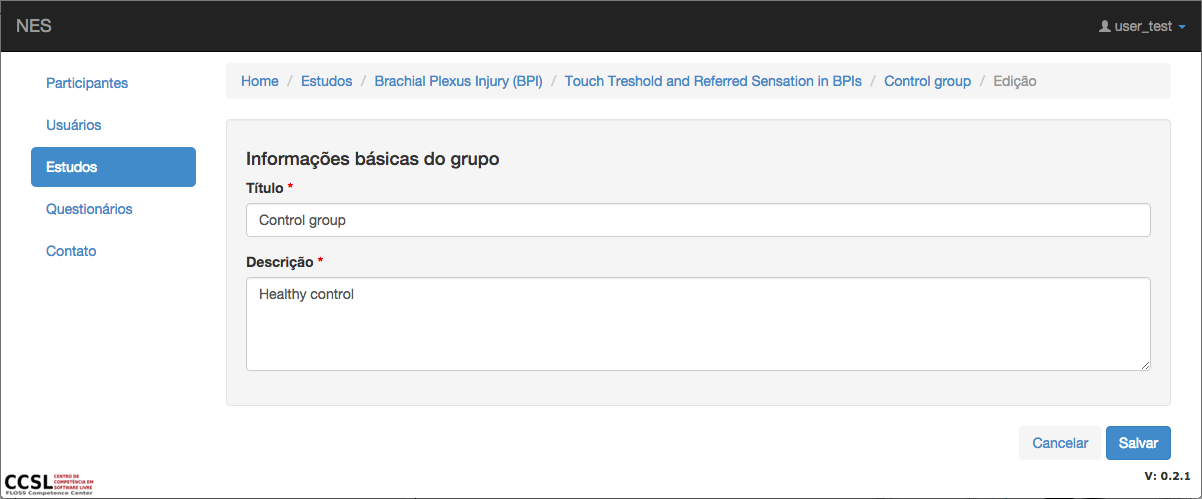 NES
user_test
Participantes
Usuários
Estudos
Questionários
Contato
Home / Estudos / Brachial Plexus Injury (BPI) / Touch Treshold and Referred Sensation in BPIs / Control group / Edição
Informações básicas do grupo
Título *
Control group
Descrição *
Healthy control
Cancelar
Salvar
CCSL
CENTRO DE
COMPETÊNCIA EM
SOFTWARE LIVRE
FLOSS Competence Center
V: 0.2.1